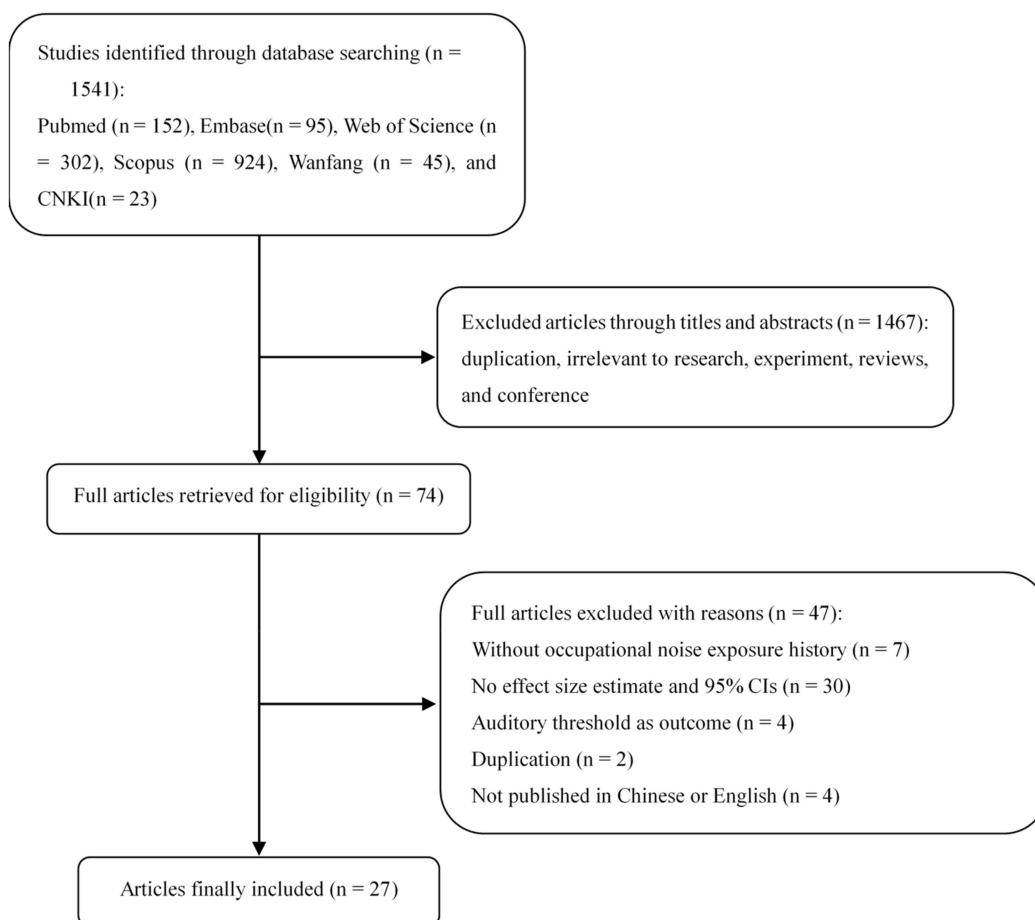 Studies identified through database searching (n =
1541):
Pubmed (n = 152), Embase(n = 95), Web of Science (n
= 302), Scopus (n = 924), Wanfang (n = 45), and
CNKI(n = 23)
Excluded articles through titles and abstracts (n = 1467):
duplication, irrelevant to research, experiment, reviews,
and conference
Full articles retrieved for eligibility (n = 74)
Full articles excluded with reasons (n = 47):
Without occupational noise exposure history (n = 7)
No effect size estimate and 95% CIs (n = 30)
Auditory threshold as outcome (n = 4)
Duplication (n = 2)
Not published in Chinese or English (n = 4)
Articles finally included (n = 27)